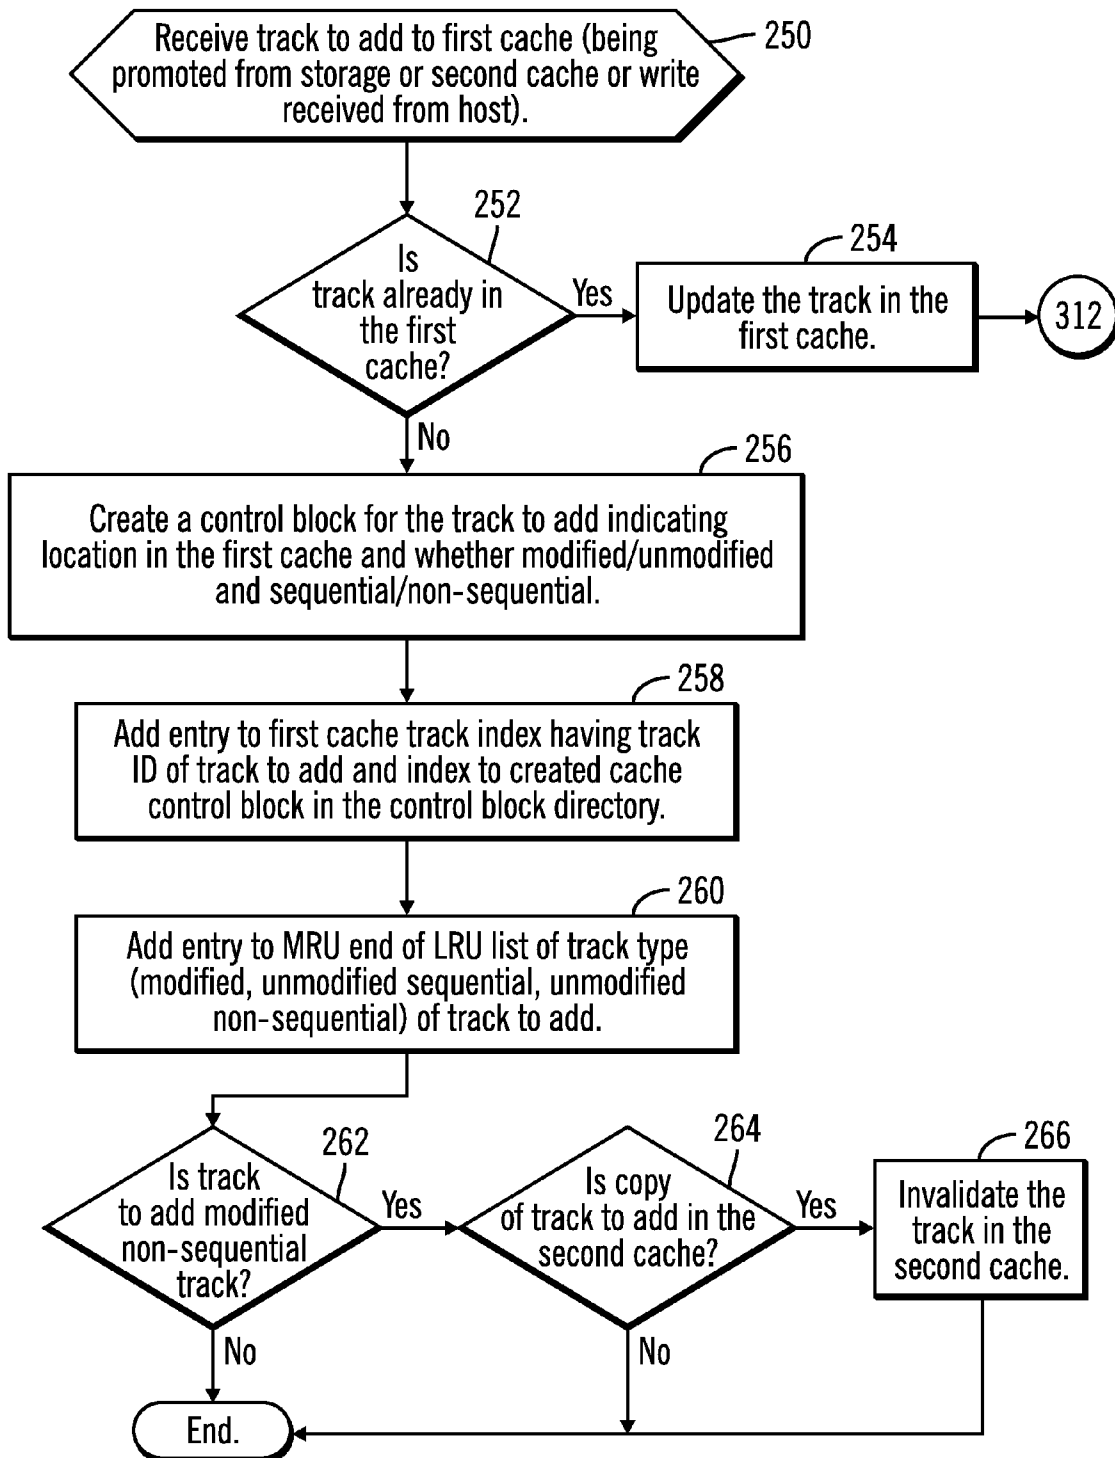 Receive track to add to first cache (being
promoted from storage or second cache or write
received from host).
250
252
Is
track already in
the first
cache?
Yes
254
Update the track in the
first cache.
312
No
256
Create a control block for the track to add indicating
location in the first cache and whether modified/unmodified
and sequential/non-sequential.
258
Add entry to first cache track index having track
ID of track to add and index to created cache
control block in the control block directory.
260
Add entry to MRU end of LRU list of track type
(modified, unmodified sequential, unmodified
non-sequential) of track to add.
262
Is track
to add modified
non-sequential
track?
Yes
264
Is copy
of track to add in the
second cache?
Yes
266
Invalidate the
track in the
second cache.
No
No
End.